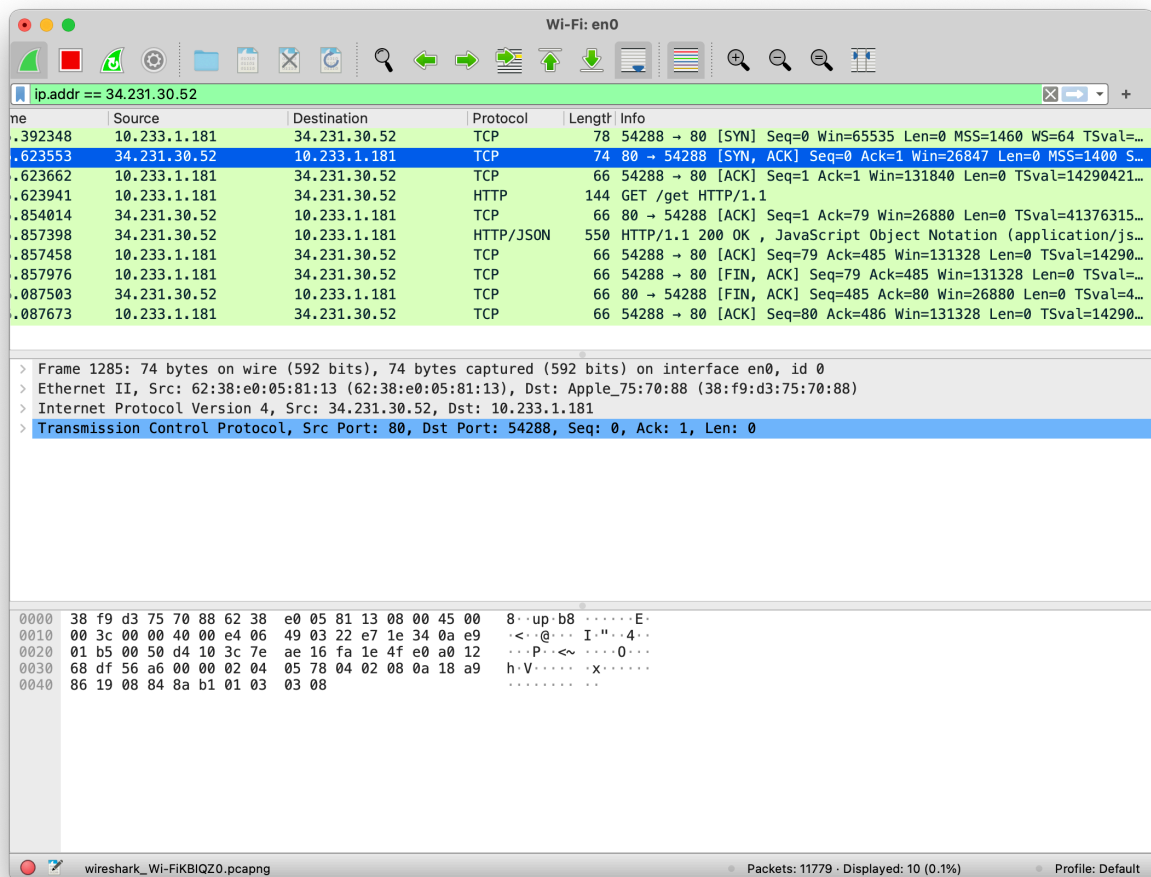 Wi-Fi: en0
ip.addr == 34.231.30.52
me Source Destination Protocol Length Info
.392348 10.233.1.181 34.231.30.52 TCP 78 54288 → 80 [SYN] Seq=0 Win=65535 Len=0 MSS=1460 WS=64 TSval=…
.623553 34.231.30.52 10.233.1.181 TCP 74 80 → 54288 [SYN, ACK] Seq=0 Ack=1 Win=26847 Len=0 MSS=1400 S…
.623662 10.233.1.181 34.231.30.52 TCP 66 54288 → 80 [ACK] Seq=1 Ack=1 Win=131840 Len=0 TSval=14290421…
.623941 10.233.1.181 34.231.30.52 HTTP 144 GET /get HTTP/1.1
.854014 34.231.30.52 10.233.1.181 TCP 66 80 → 54288 [ACK] Seq=1 Ack=79 Win=26880 Len=0 TSval=41376315…
.857398 34.231.30.52 10.233.1.181 HTTP/JSON 550 HTTP/1.1 200 OK , JavaScript Object Notation (application/js…
.857458 10.233.1.181 34.231.30.52 TCP 66 54288 → 80 [ACK] Seq=79 Ack=485 Win=131328 Len=0 TSval=14290…
.857976 10.233.1.181 34.231.30.52 TCP 66 54288 → 80 [FIN, ACK] Seq=79 Ack=485 Win=131328 Len=0 TSval=…
.087503 34.231.30.52 10.233.1.181 TCP 66 80 → 54288 [FIN, ACK] Seq=485 Ack=80 Win=26880 Len=0 TSval=4…
.087673 10.233.1.181 34.231.30.52 TCP 66 54288 → 80 [ACK] Seq=80 Ack=486 Win=131328 Len=0 TSval=14290…
Frame 1285: 74 bytes on wire (592 bits), 74 bytes captured (592 bits) on interface en0, id 0
Ethernet II, Src: 62:38:e0:05:81:13 (62:38:e0:05:81:13), Dst: Apple_75:70:88 (38:f9:d3:75:70:88)
Internet Protocol Version 4, Src: 34.231.30.52, Dst: 10.233.1.181
Transmission Control Protocol, Src Port: 80, Dst Port: 54288, Seq: 0, Ack: 1, Len: 0
0000 38 f9 d3 75 70 88 62 38 e0 05 81 13 08 00 45 00 8··up·b8 ······E·
0010 00 3c 00 00 40 00 e4 06 49 03 22 e7 1e 34 0a e9 ·<··@··· I·"··4··
0020 01 b5 00 50 d4 10 3c 7e ae 16 fa 1e 4f e0 a0 12 ···P··<~ ····O···
0030 68 df 56 a6 00 00 02 04 05 78 04 02 08 0a 18 a9 h·V····· ·x······
0040 86 19 08 84 8a b1 01 03 03 08 ········ ··
wireshark_Wi-FiKBIQZ0.pcapng Packets: 11779 · Displayed: 10 (0.1%) Profile: Default